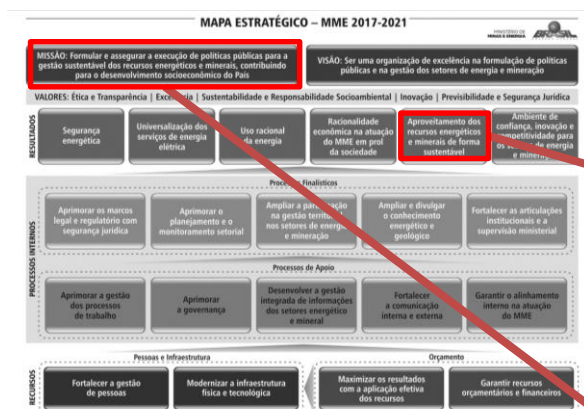 MAPA ESTRATÉGICO – MME 2017-2021
MINISTÉRIO DE
MINAS E ENERGIA
BRASIL
MISSÃO: Formular e assegurar a execução de políticas públicas para a
gestão sustentável dos recursos energéticos e minerais, contribuindo
para o desenvolvimento socioeconômico do País
VISÃO: Ser uma organização de excelência na formulação de políticas
públicas e na gestão dos setores de energia e mineração
VALORES: Ética e Transparência | Excelência | Sustentabilidade e Responsabilidade Socioambiental | Inovação | Previsibilidade e Segurança Jurídica
RESULTADOS
Segurança
energética
Universialização dos
serviços de energia
elétrica
Uso racional
da energia
Racionalidade
econômica na atuação
do MME em prol
da sociedade
Aproveitamento dos
recursos energéticos
e minerais de forma
sustentável
Ambiente de
confiança, inovação e
competitividade para
os setores de energia
e mineração
PROCESSOS INTERNOS
Processos Finalísticos
Aprimorar os marcos
legal e regulatório com
segurança jurídica
Aprimorar o
planejamento e o
monitoramento setorial
Ampliar a participação
na gestão territorial
nos setores de energia
e mineração
Ampliar e divulgar
o conhecimento
energético e
geológico
Fortalecer as articulações
institucionais e a
supervisão ministerial
Processos de Apoio
Aprimorar a gestão
dos processos
de trabalho
Aprimorar
a governança
Desenvolver a gestão
integrada de informações
dos setores energético
e mineral
Fortalecer
a comunicação
interna e externa
Garantir o alinhamento
interno na atuação
do MME
RECURSOS
Pessoas e Infraestrutura
Fortalecer a gestão
de pessoas
Modernizar a infraestrutura
física e tecnológica
Orçamento
Maximizar os resultados
com a aplicação efetiva
dos recursos
Garantir recursos
orçamentários e financeiros